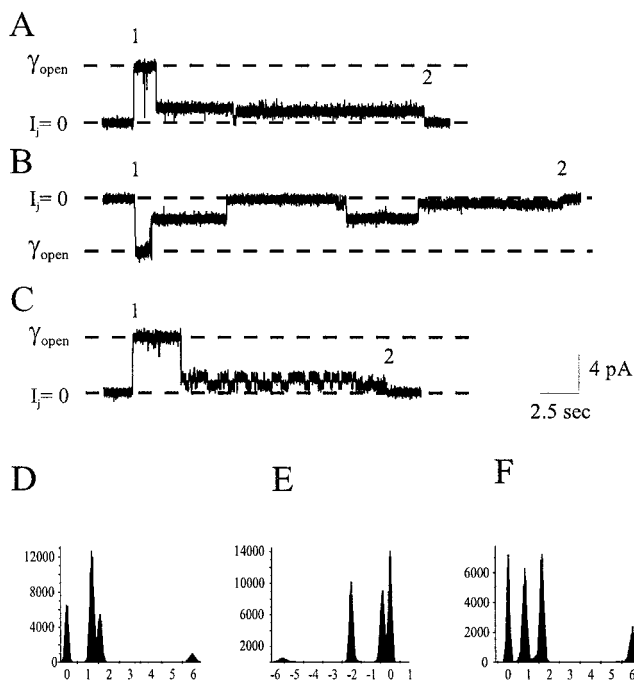 A
1
γopen
2
Ij= 0
B
1
2
Ij= 0
γopen
C
1
γopen
2
Ij= 0
4 pA
2.5 sec
D
E
F
12000
8000
4000
0
0 1 2 3 4 5 6
14000
10000
6000
2000
-6 -5 -4 -3 -2 -1 0 1
6000
4000
2000
0
0 1 2 3 4 5 6